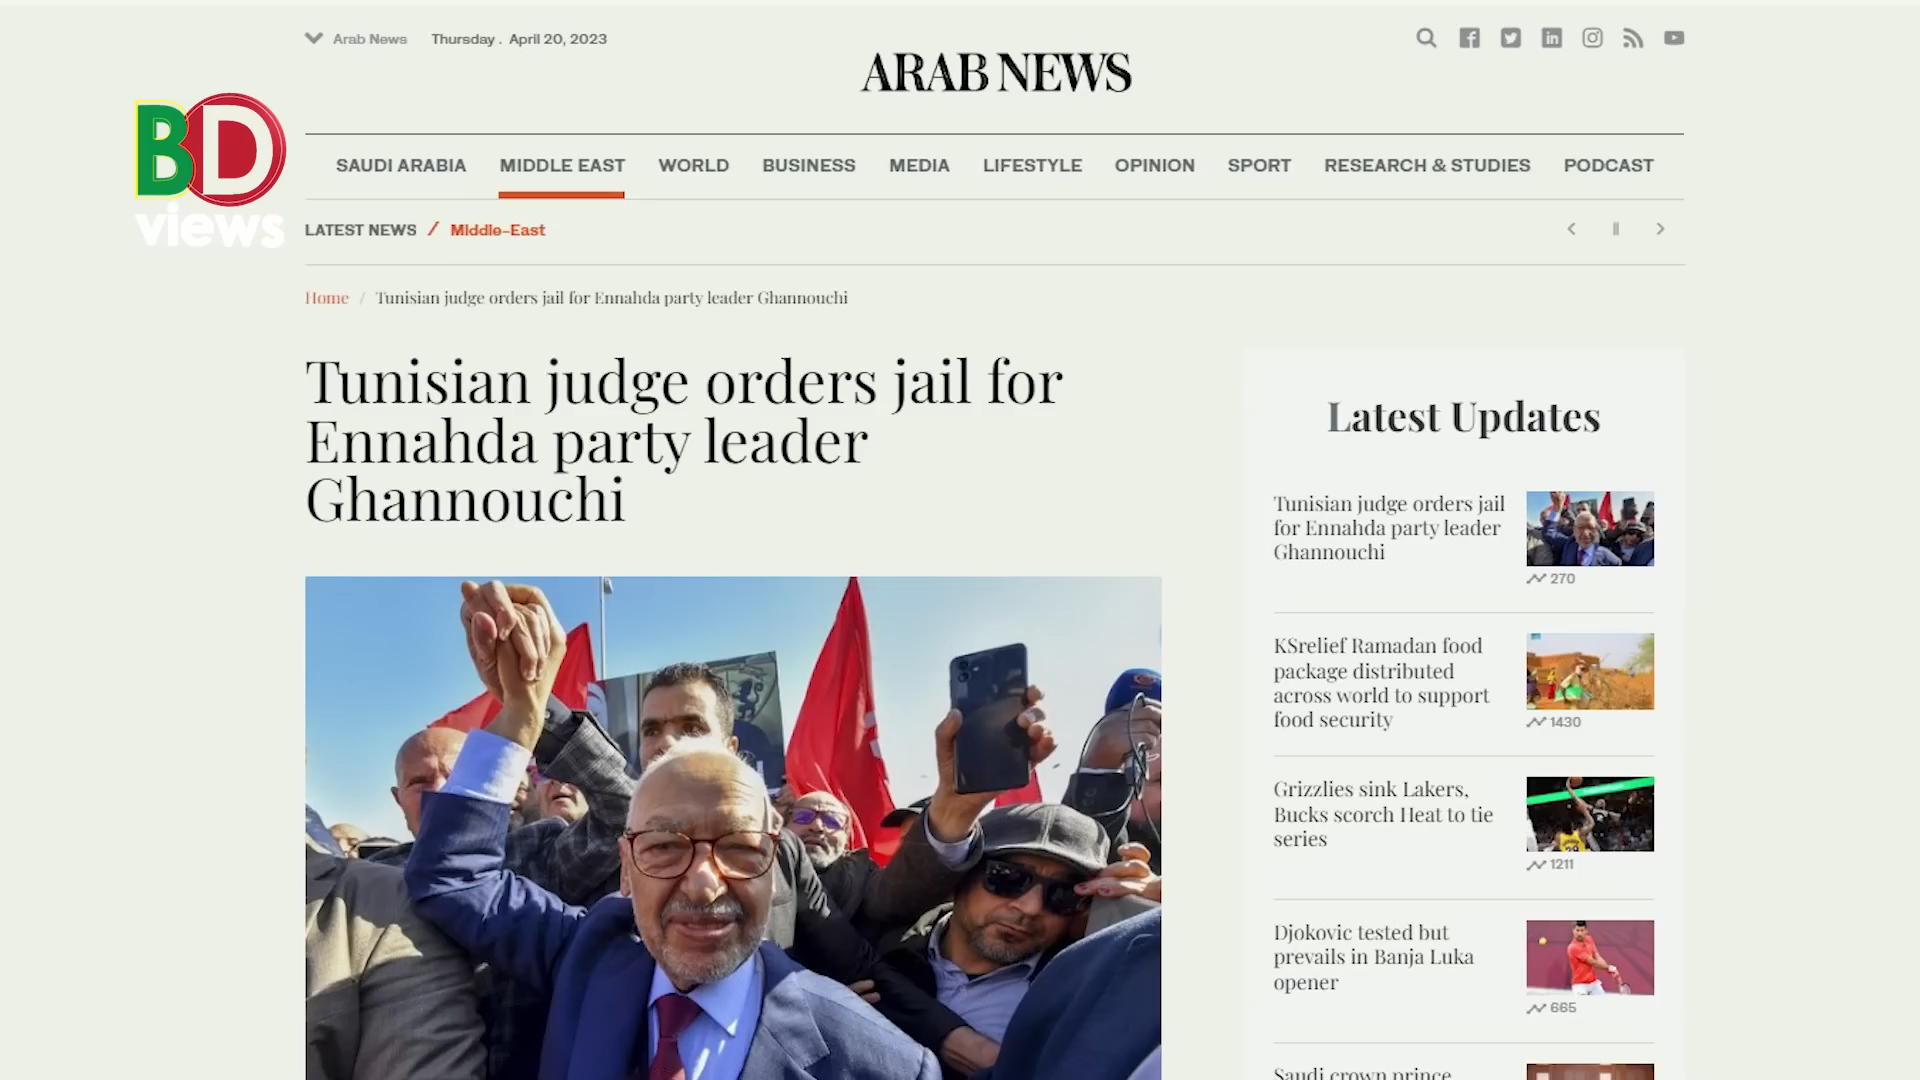 Arab News
Thursday . April 20, 2023
ARAB NEWS
BD
views
SAUDI ARABIA
MIDDLE EAST
WORLD
BUSINESS
MEDIA
LIFESTYLE
OPINION
SPORT
RESEARCH & STUDIES
PODCAST
LATEST NEWS / Middle-East
Home / Tunisian judge orders jail for Ennahda party leader Ghannouchi
Tunisian judge orders jail for
Ennahda party leader
Ghannouchi
Latest Updates
Tunisian judge orders jail
for Ennahda party leader
Ghannouchi
270
KSrelief Ramadan food
package distributed
across world to support
food security
1430
Grizzlies sink Lakers,
Bucks scorch Heat to tie
series
1211
Djokovic tested but
prevails in Banja Luka
opener
665
Saudi crown prince